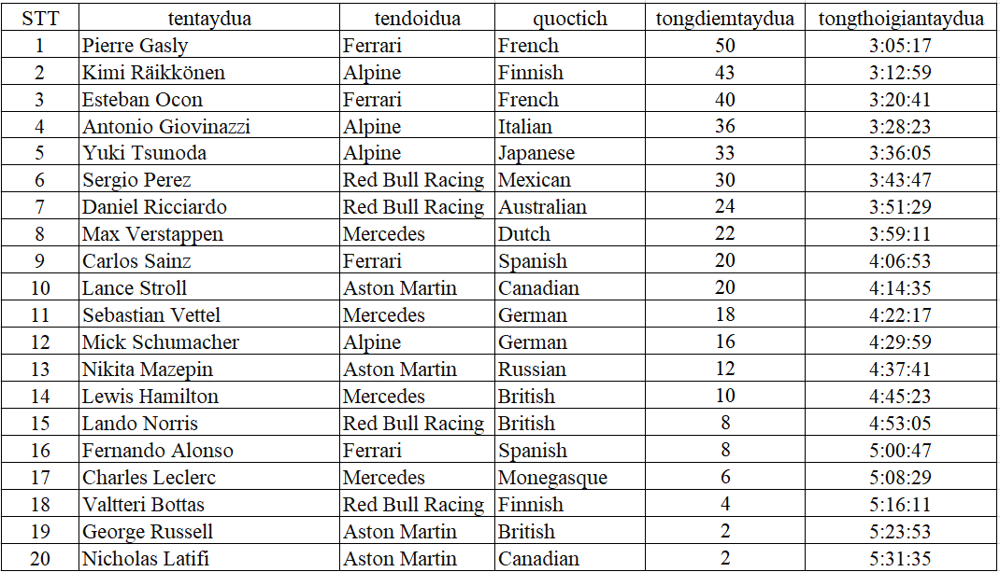 STT tentaydua tendoidua quoctich tongdiemtaydua tongthoigiantaydua
1 Pierre Gasly Ferrari French 50 3:05:17
2 Kimi Räikkönen Alpine Finnish 43 3:12:59
3 Esteban Ocon Ferrari French 40 3:20:41
4 Antonio Giovinazzi Alpine Italian 36 3:28:23
5 Yuki Tsunoda Alpine Japanese 33 3:36:05
6 Sergio Perez Red Bull Racing Mexican 30 3:43:47
7 Daniel Ricciardo Red Bull Racing Australian 24 3:51:29
8 Max Verstappen Mercedes Dutch 22 3:59:11
9 Carlos Sainz Ferrari Spanish 20 4:06:53
10 Lance Stroll Aston Martin Canadian 20 4:14:35
11 Sebastian Vettel Mercedes German 18 4:22:17
12 Mick Schumacher Alpine German 16 4:29:59
13 Nikita Mazepin Aston Martin Russian 12 4:37:41
14 Lewis Hamilton Mercedes British 10 4:45:23
15 Lando Norris Red Bull Racing British 8 4:53:05
16 Fernando Alonso Ferrari Spanish 8 5:00:47
17 Charles Leclerc Mercedes Monegasque 6 5:08:29
18 Valtteri Bottas Red Bull Racing Finnish 4 5:16:11
19 George Russell Aston Martin British 2 5:23:53
20 Nicholas Latifi Aston Martin Canadian 2 5:31:35